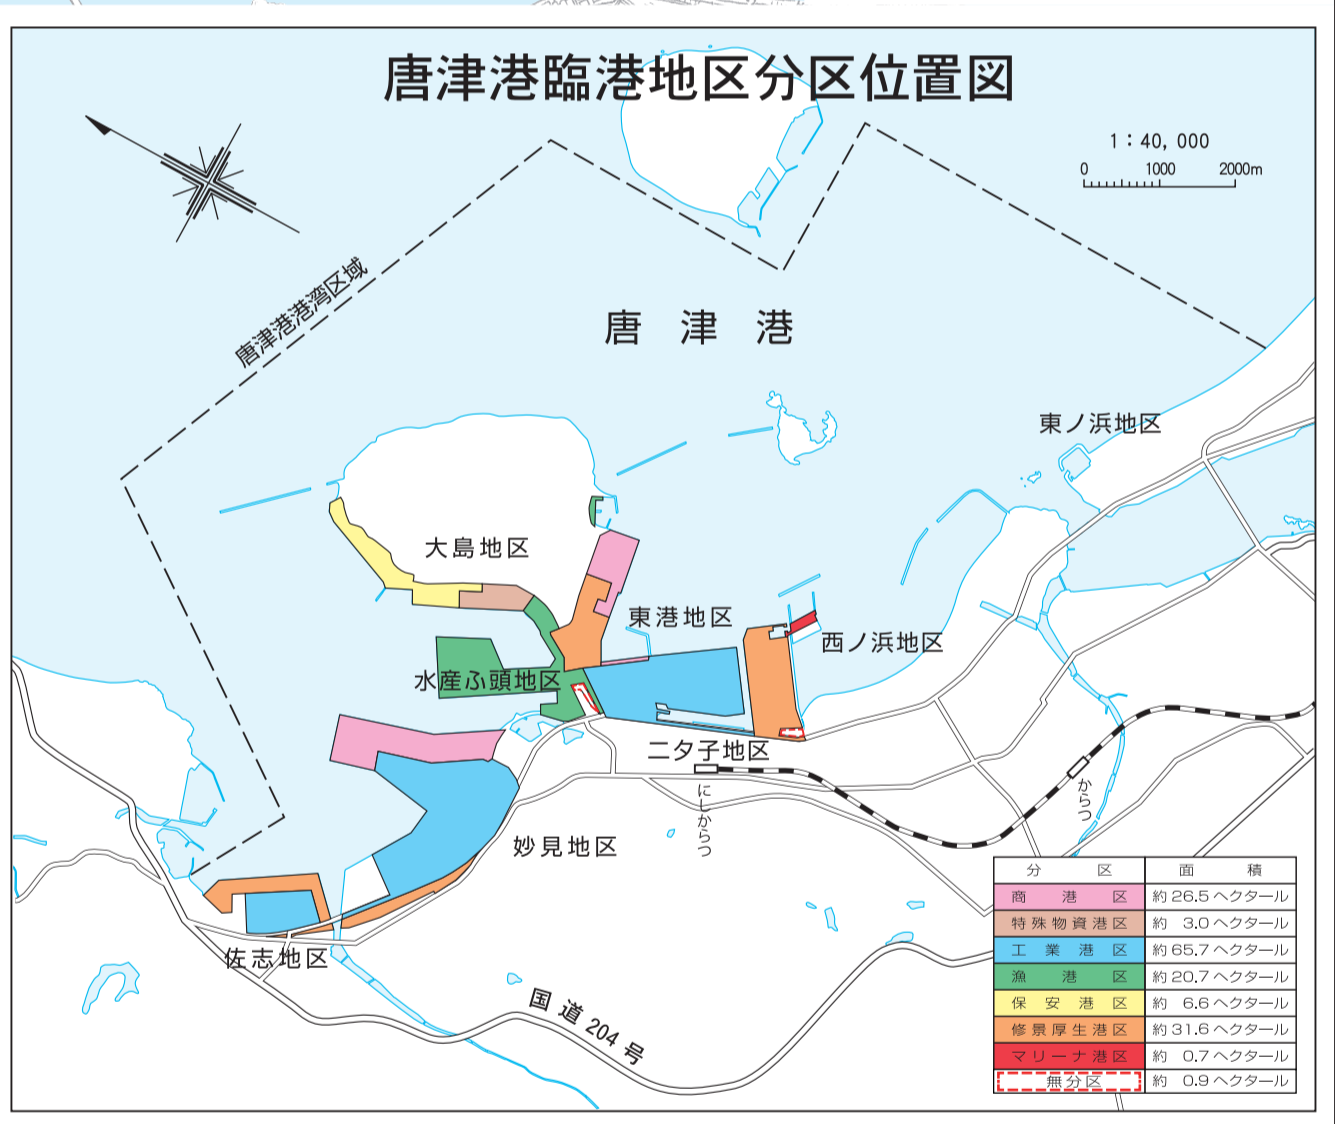 唐津港臨港地区分区位置図
1：40,000
0 1000 2000m
唐津港港湾区域
唐津港
東ノ浜地区
大島地区
東港地区
西ノ浜地区
水産ふ頭地区
二タ子地区
にしからつ
からつ
妙見地区
佐志地区
国道204号
分区 面積
商港区 約26.5ヘクタール
特殊物資港区 約3.0ヘクタール
工業港区 約65.7ヘクタール
漁港区 約20.7ヘクタール
保安港区 約6.6ヘクタール
修景厚生港区 約31.6ヘクタール
マリーナ港区 約0.7ヘクタール
無分区 約0.9ヘクタール